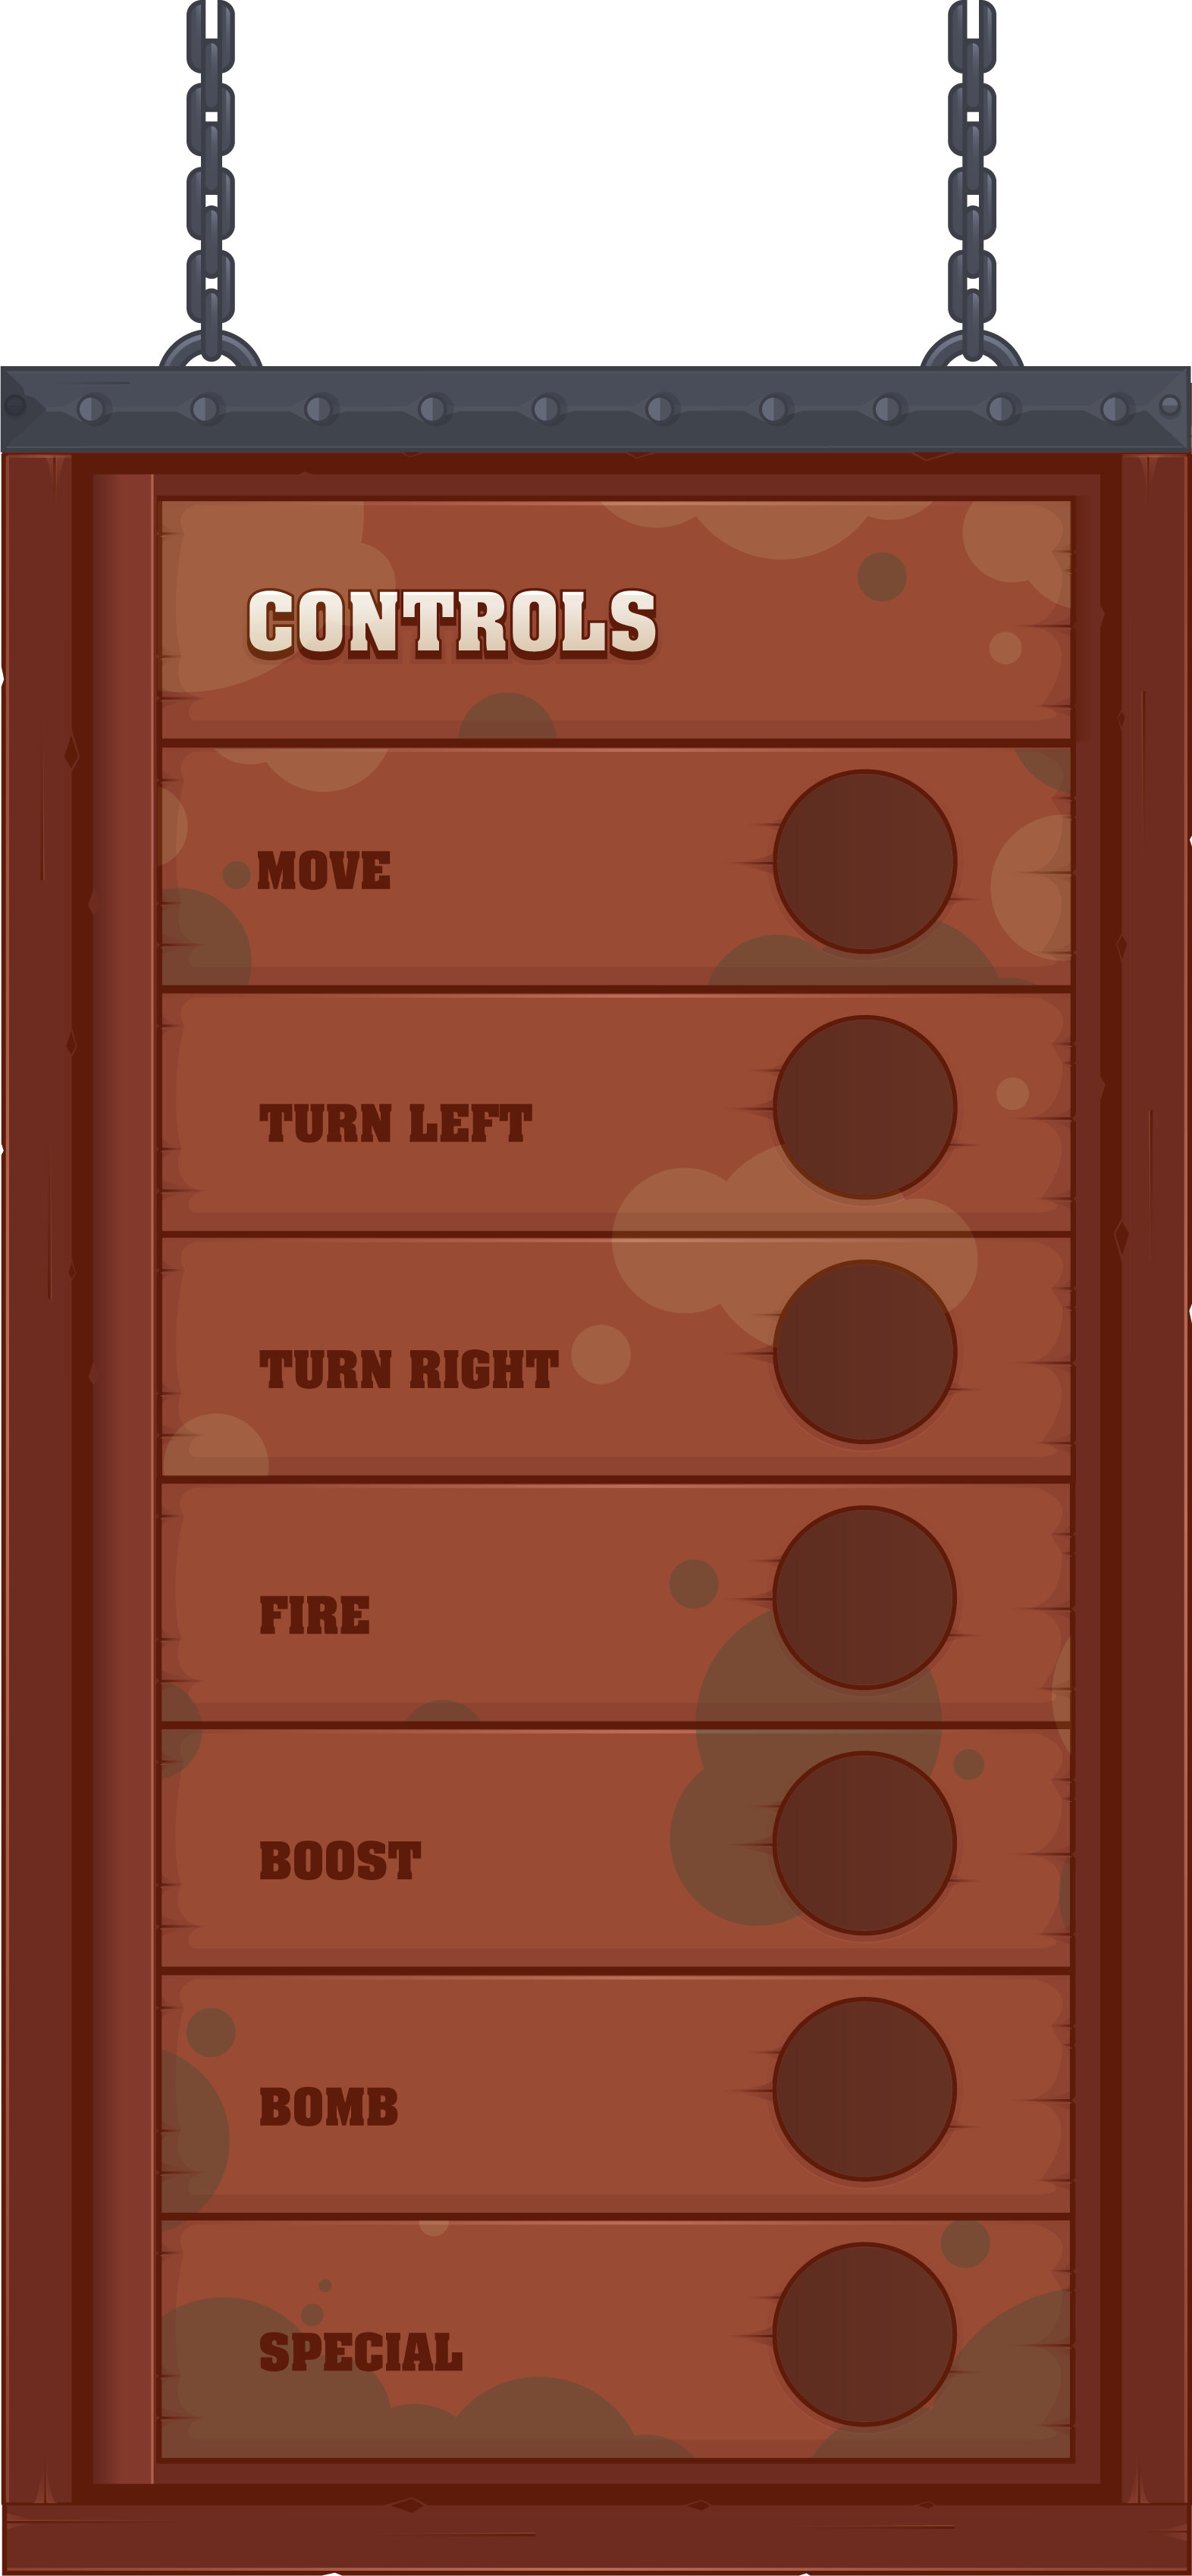 CONTROLS
MOVE
TURN LEFT
TURN RIGHT
FIRE
BOOST
BOMB
SPECIAL